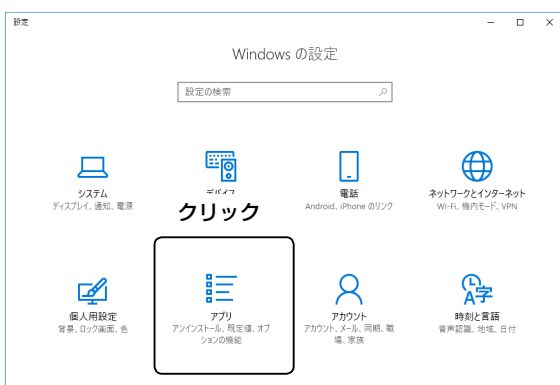 設定
Windows の設定
設定の検索
システム
ディスプレイ、通知、電源
デバイス
電話
Android、iPhone のリンク
ネットワークとインターネット
Wi-Fi、機内モード、VPN
クリック
個人用設定
背景、ロック画面、色
アプリ
アンインストール、既定値、オプ
ションの機能
アカウント
アカウント、メール、同期、職
場、家族
時刻と言語
音声認識、地域、日付